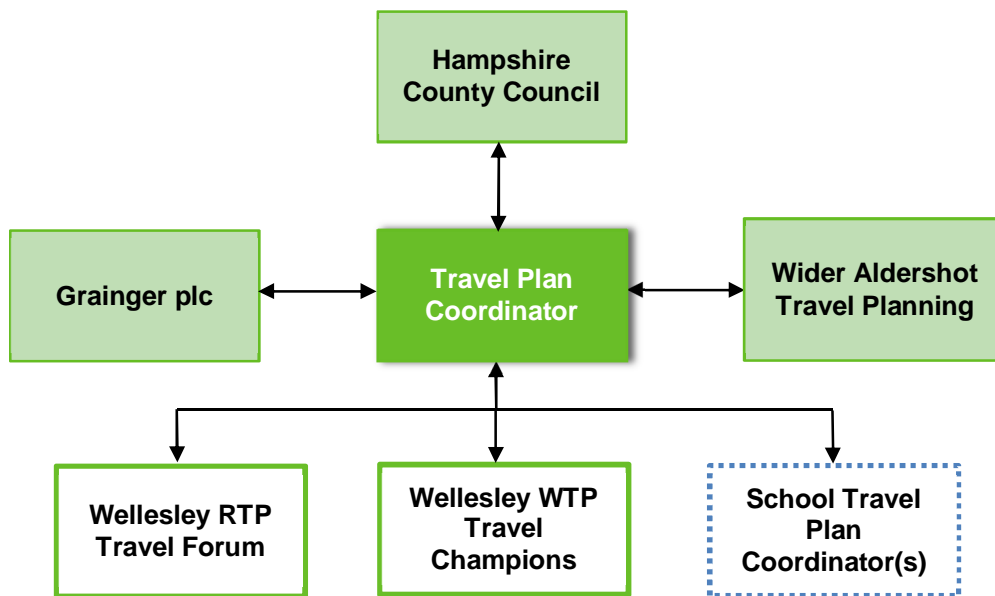 Hampshire
County Council
Grainger plc
Travel Plan
Coordinator
Wider Aldershot
Travel Planning
Wellesley RTP
Travel Forum
Wellesley WTP
Travel
Champions
School Travel
Plan
Coordinator(s)